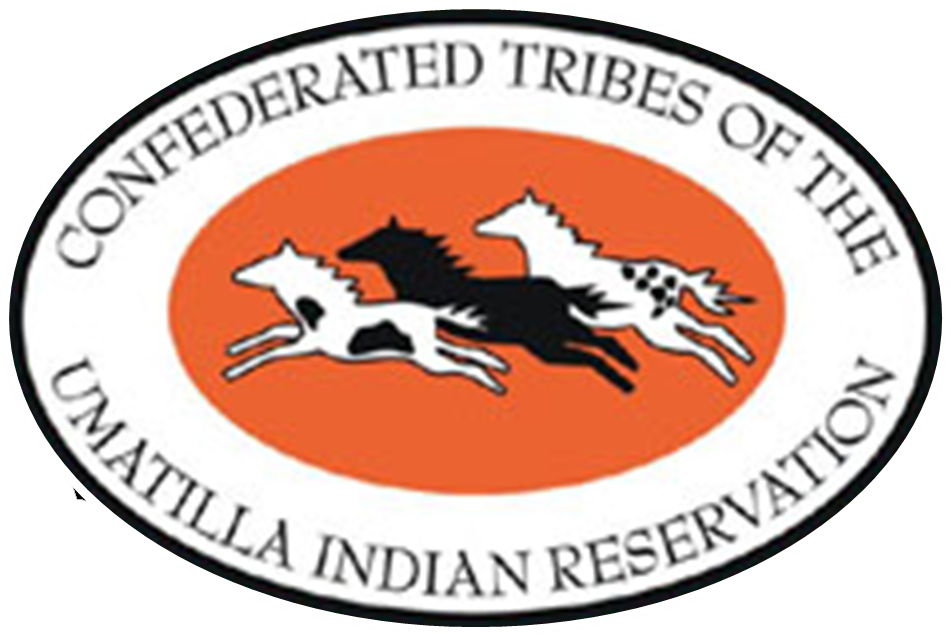 CONFEDERATED TRIBES OF THE
UMATILLA INDIAN RESERVATION